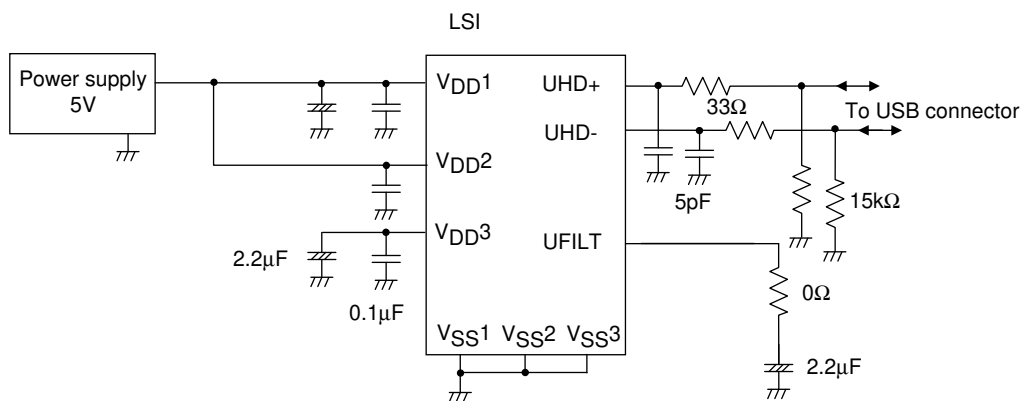 LSI
Power supply
5V
VDD1
UHD+
33Ω
To USB connector
UHD-
VDD2
5pF
15kΩ
VDD3
UFILT
2.2μF
0.1μF
0Ω
VSS1 VSS2 VSS3
2.2μF